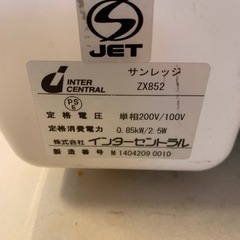 S
JET
INTER CENTRAL サンレッジ
ZX852
PSE
定格電圧 単相200V/100V
定格消費電力 0.85kW/2.5W
株式会社 インターセントラル
製造番号 M 1404209 0010